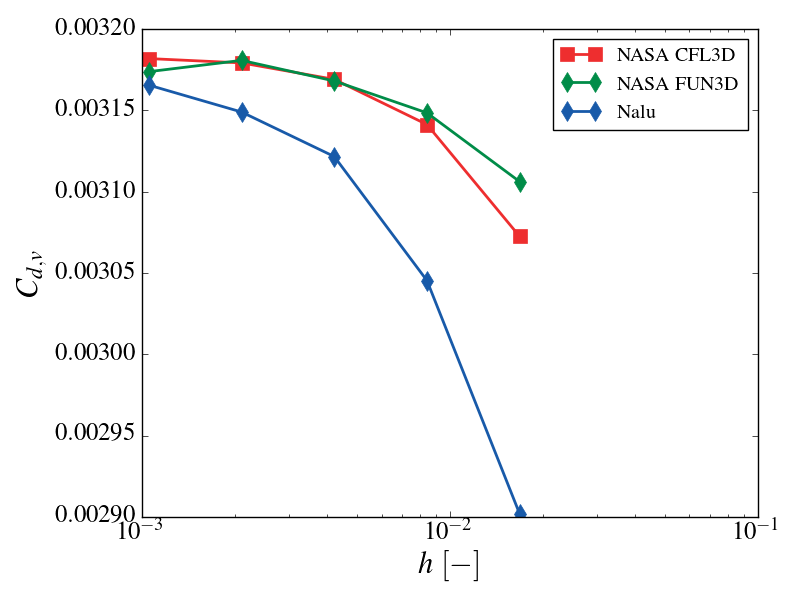 0.00320
0.00315
0.00310
0.00305
0.00300
0.00295
0.00290
C_{d,v}
10^{-3}
10^{-2}
10^{-1}
h [−]
NASA CFL3D
NASA FUN3D
Nalu